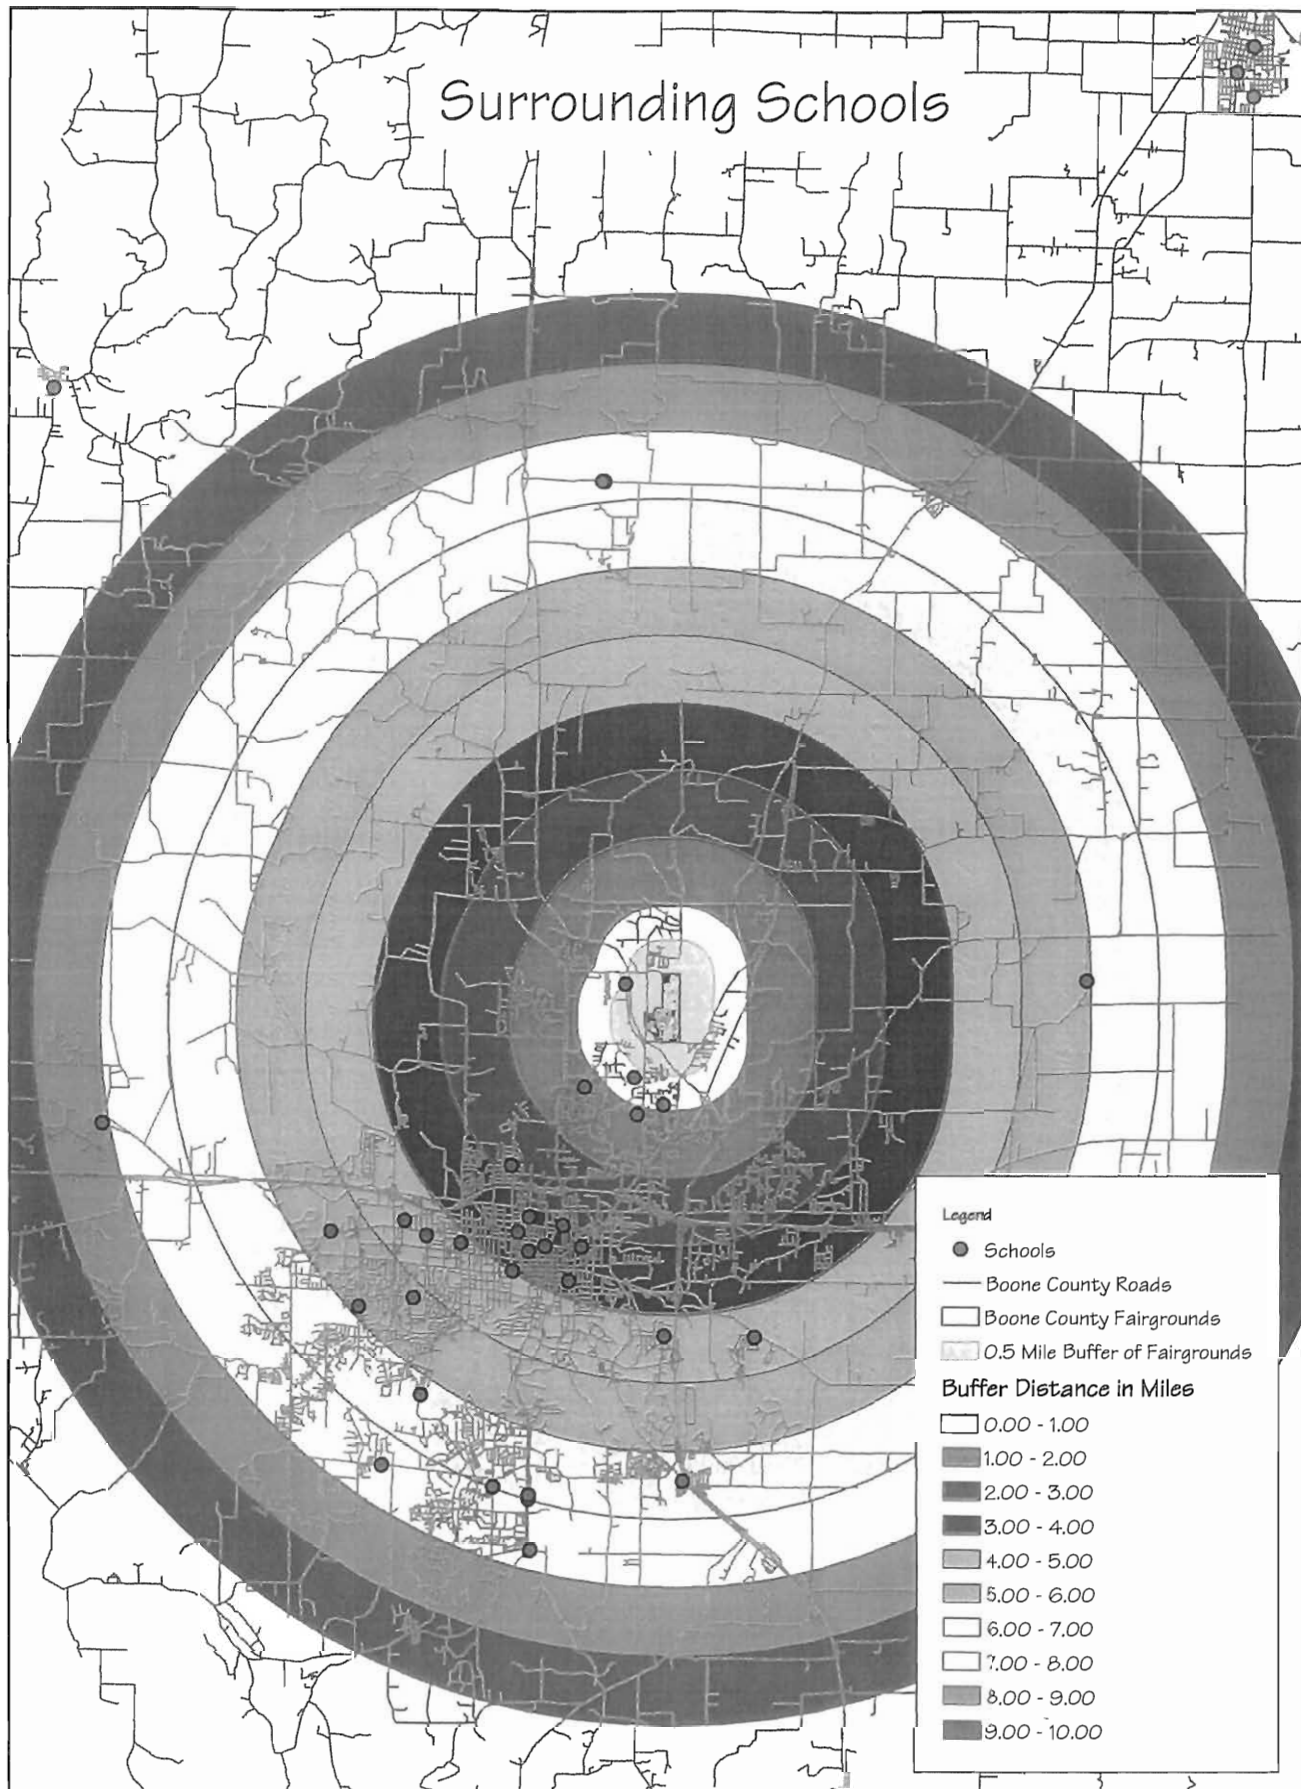 Surrounding Schools
Legend
Schools
Boone County Roads
Boone County Fairgrounds
0.5 Mile Buffer of Fairgrounds
Buffer Distance in Miles
0.00 - 1.00
1.00 - 2.00
2.00 - 3.00
3.00 - 4.00
4.00 - 5.00
5.00 - 6.00
6.00 - 7.00
7.00 - 8.00
8.00 - 9.00
9.00 - 10.00